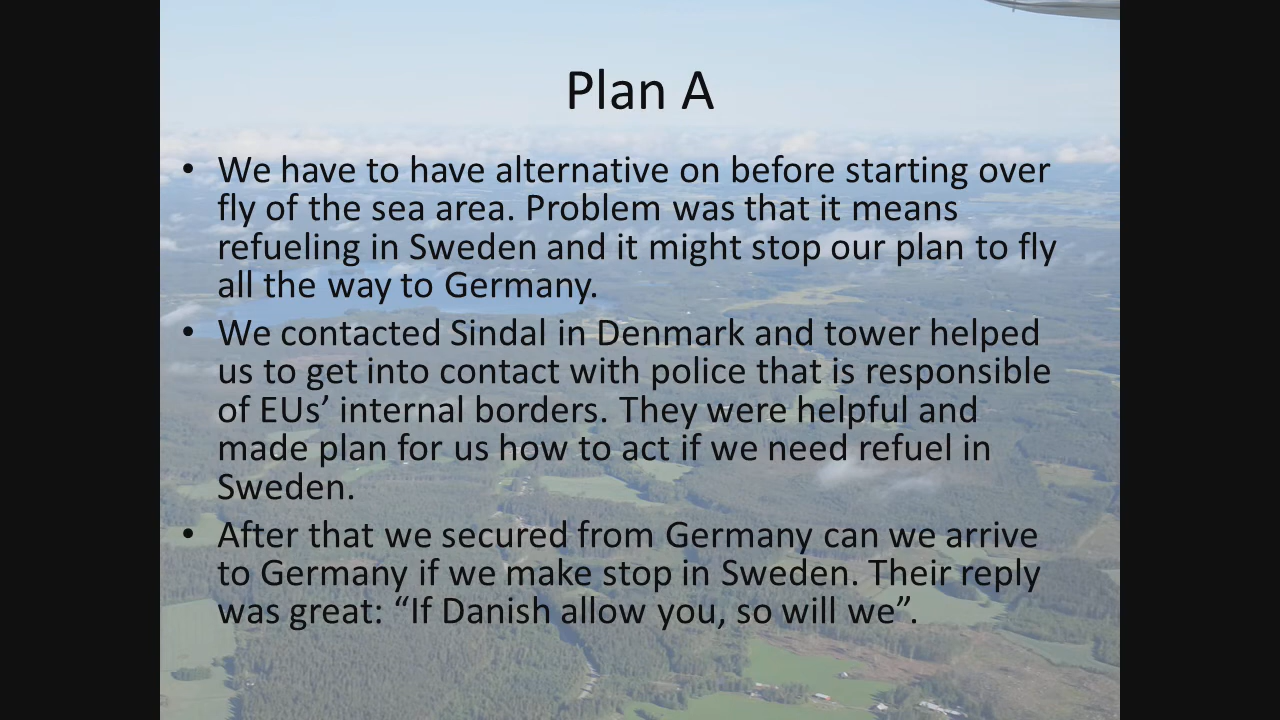 Plan A
• We have to have alternative on before starting over
fly of the sea area. Problem was that it means
refueling in Sweden and it might stop our plan to fly
all the way to Germany.
• We contacted Sindal in Denmark and tower helped
us to get into contact with police that is responsible
of EUs’ internal borders. They were helpful and
made plan for us how to act if we need refuel in
Sweden.
• After that we secured from Germany can we arrive
to Germany if we make stop in Sweden. Their reply
was great: “If Danish allow you, so will we”.